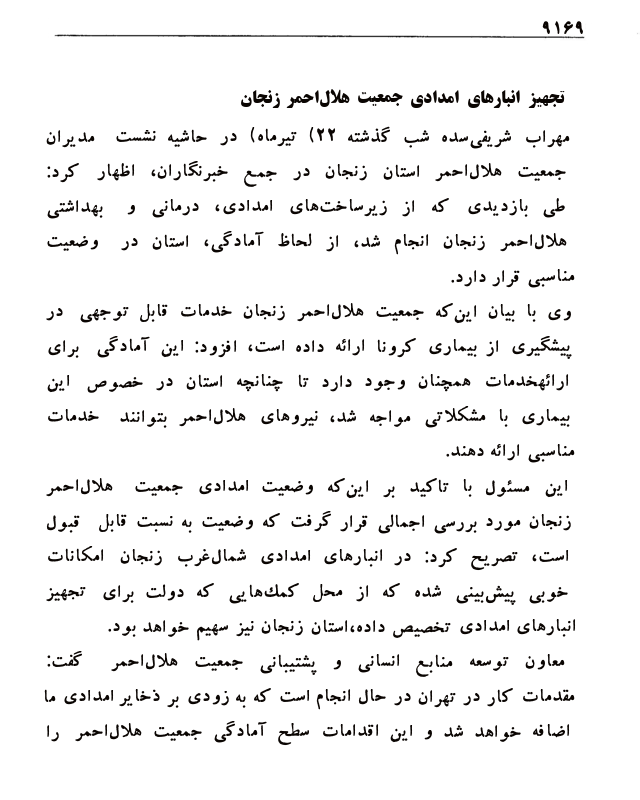 ۹۱۶۹
تجهیز انبارهای امدادی جمعیت هلال‌احمر زنجان
مهراب شریفی‌سده شب گذشته ۲۲) تیرماه) در حاشیه نشست مدیران
جمعیت هلال‌احمر استان زنجان در جمع خبرنگاران، اظهار کرد:
طی بازدیدی که از زیرساخت‌های امدادی، درمانی و بهداشتی
هلال‌احمر زنجان انجام شد، از لحاظ آمادگی، استان در وضعیت
مناسبی قرار دارد.
وی با بیان این‌که جمعیت هلال‌احمر زنجان خدمات قابل توجهی در
پیشگیری از بیماری کرونا ارائه داده است، افزود: این آمادگی برای
ارائه‍خدمات همچنان وجود دارد تا چنانچه استان در خصوص این
بیماری با مشکلاتی مواجه شد، نیروهای هلال‌احمر بتوانند خدمات
مناسبی ارائه دهند.
این مسئول با تاکید بر این‌که وضعیت امدادی جمعیت هلال‌احمر
زنجان مورد بررسی اجمالی قرار گرفت که وضعیت به نسبت قابل قبول
است، تصریح کرد: در انبارهای امدادی شمال‌غرب زنجان امکانات
خوبی پیش‌بینی شده که از محل کمک‌هایی که دولت برای تجهیز
انبارهای امدادی تخصیص داده،استان زنجان نیز سهیم خواهد بود.
معاون توسعه منابع انسانی و پشتیبانی جمعیت هلال‌احمر گفت:
مقدمات کار در تهران در حال انجام است که به زودی بر ذخایر امدادی ما
اضافه خواهد شد و این اقدامات سطح آمادگی جمعیت هلال‌احمر را